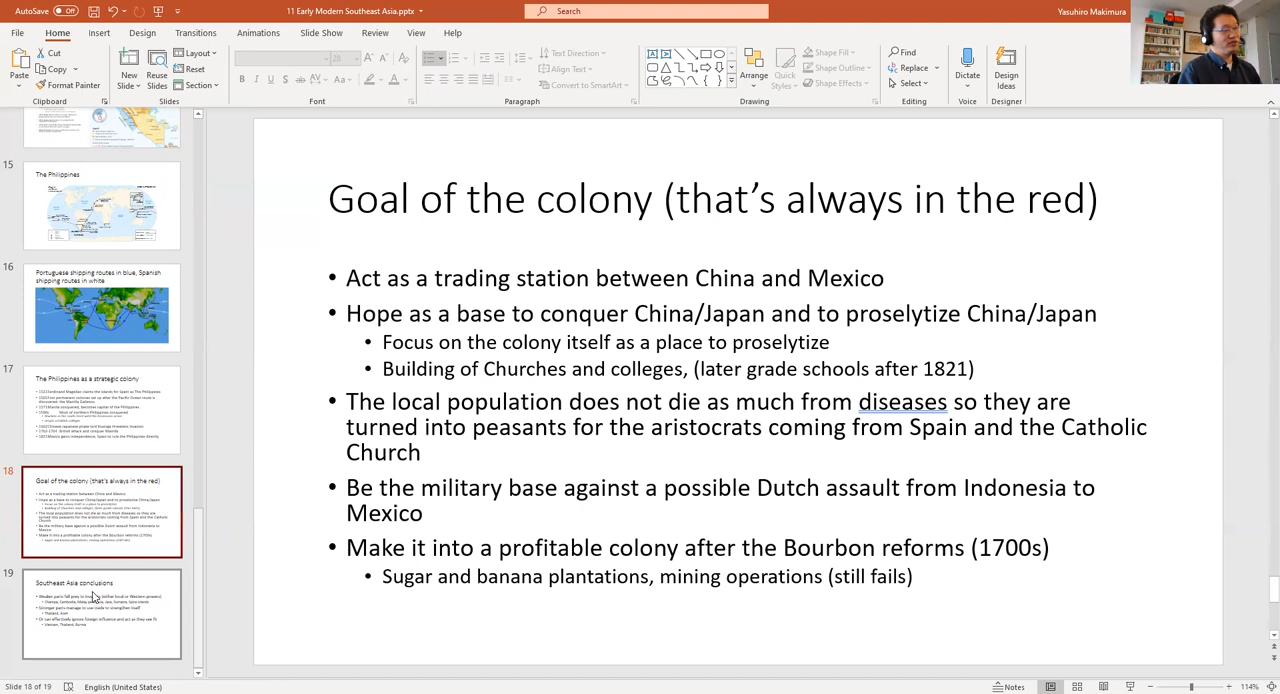 AutoSave Off
11 Early Modern Southeast Asia.pptx
Search
Yasuhiro Makimura
File Home Insert Design Transitions Animations Slide Show Review View Help
Paste
Cut
Copy
Format Painter
Clipboard
New Slide
Reuse Slides
Layout
Reset
Section
Slides
28
Font
Text Direction
Align Text
Convert to SmartArt
Paragraph
Arrange
Quick Styles
Shape Fill
Shape Outline
Shape Effects
Drawing
Find
Replace
Select
Editing
Dictate
Voice
Design Ideas
Designer
15
The Philippines
16
Portuguese shipping routes in blue, Spanish
shipping routes in white
17
The Philippines as a strategic colony
18
Goal of the colony (that's always in the red)
19
Southeast Asia conclusions
Goal of the colony (that's always in the red)
• Act as a trading station between China and Mexico
• Hope as a base to conquer China/Japan and to proselytize China/Japan
• Focus on the colony itself as a place to proselytize
• Building of Churches and colleges, (later grade schools after 1821)
• The local population does not die as much from diseases so they are
turned into peasants for the aristocrats coming from Spain and the Catholic
Church
• Be the military base against a possible Dutch assault from Indonesia to
Mexico
• Make it into a profitable colony after the Bourbon reforms (1700s)
• Sugar and banana plantations, mining operations (still fails)
Slide 18 of 19
English (United States)
Notes
114%